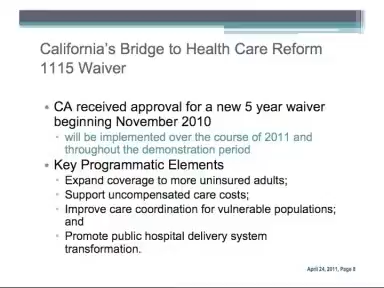 California's Bridge to Health Care Reform
1115 Waiver
• CA received approval for a new 5 year waiver
beginning November 2010
• will be implemented over the course of 2011 and
throughout the demonstration period
• Key Programmatic Elements
• Expand coverage to more uninsured adults;
• Support uncompensated care costs;
• Improve care coordination for vulnerable populations;
and
• Promote public hospital delivery system
transformation.
April 24, 2011, Page 8